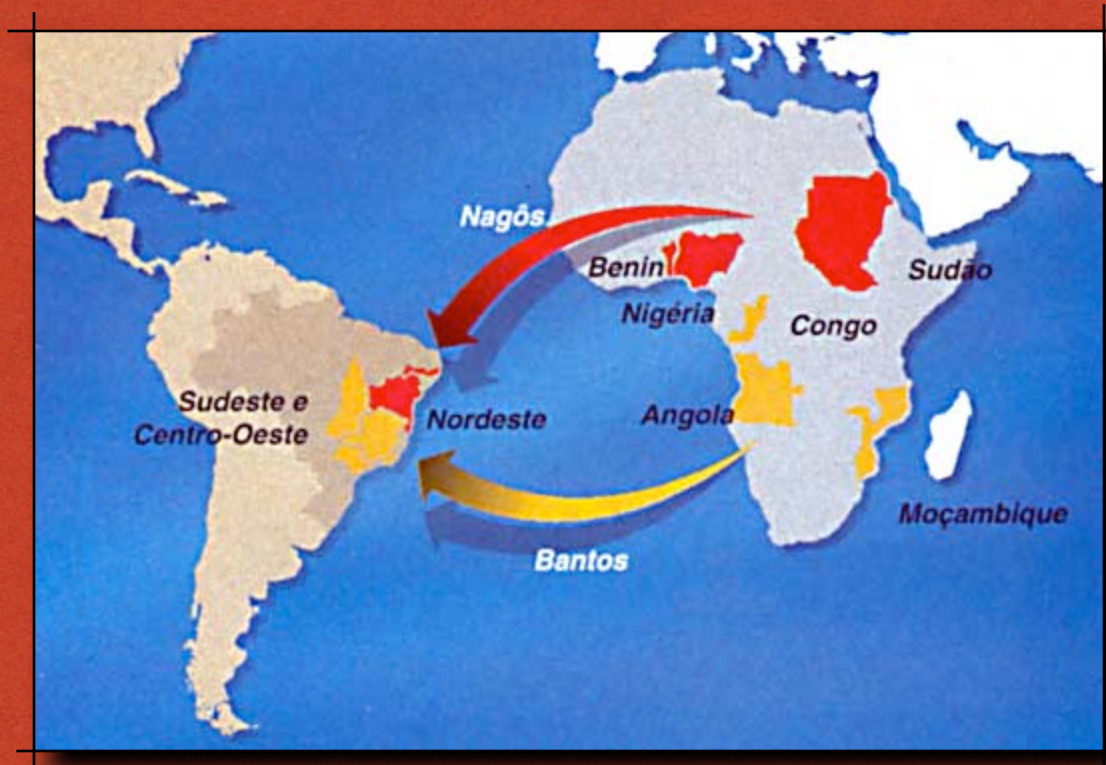 Nagôs
Benin
Sudão
Nigéria
Congo
Sudeste e
Centro-Oeste
Nordeste
Angola
Moçambique
Bantos